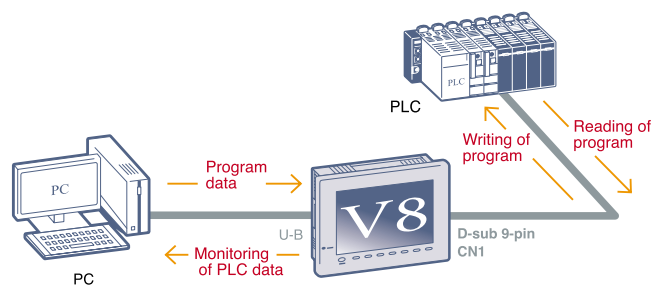 PLC
PLC
Writing of
program
Reading of
program
Program
data
PC
V8
U-B
D-sub 9-pin
CN1
Monitoring
of PLC data
PC